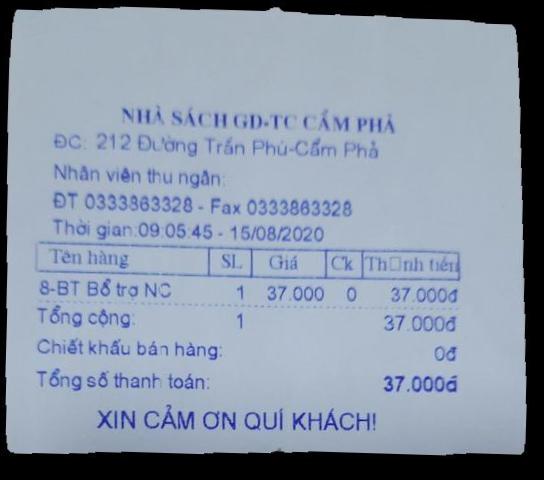 NHÀ SÁCH GD-TC CẨM PHẢ
ĐC: 212 Đường Trần Phú-Cẩm Phả
Nhân viên thu ngân:
ĐT 0333863328 - Fax 0333863328
Thời gian:09:05:45 - 15/08/2020
Tên hàng SL Giá Ck Th□nh tiền
8-BT Bổ trợ NC 1 37.000 0 37.000đ
Tổng cộng: 1 37.000đ
Chiết khấu bán hàng: 0đ
Tổng số thanh toán: 37.000đ
XIN CẢM ƠN QUÍ KHÁCH!